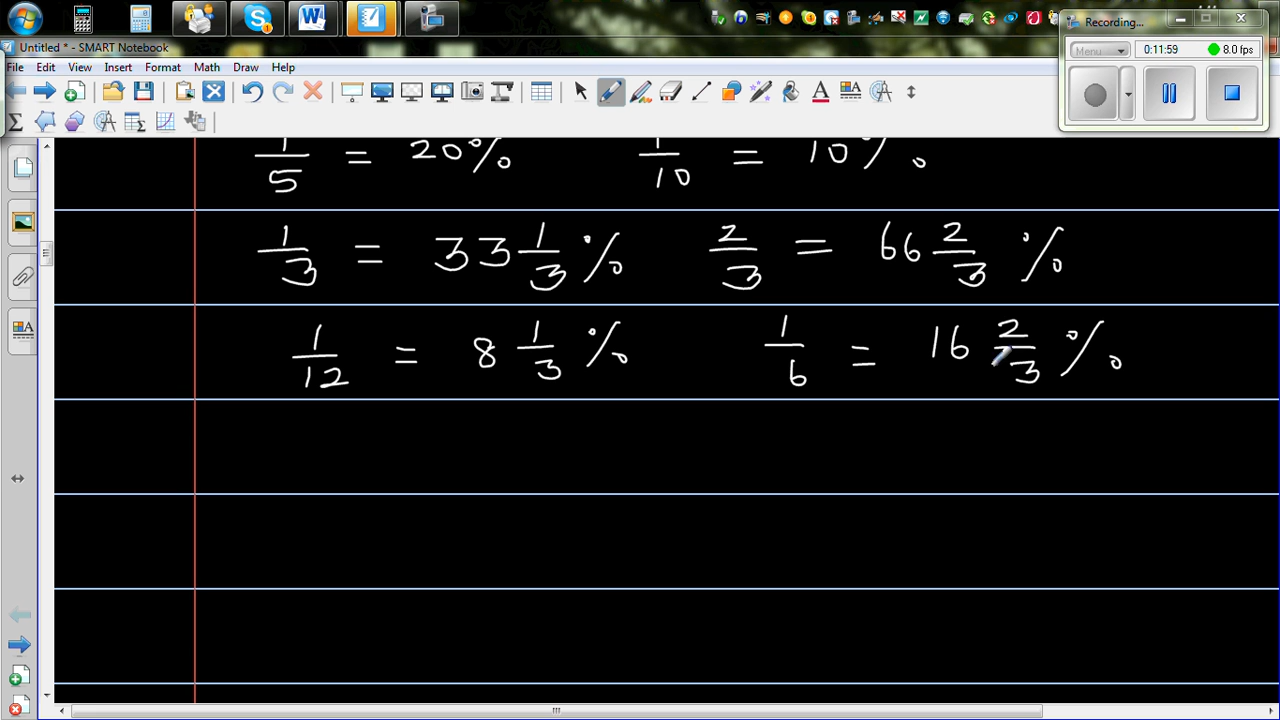 Recording...
Untitled * - SMART Notebook
Menu
0:11:59
8.0 fps
File Edit View Insert Format Math Draw Help
1/5 = 20% 1/10 = 10%
1/3 = 33 1/3 % 2/3 = 66 2/3 %
1/12 = 8 1/3 % 1/6 = 16 2/3 %